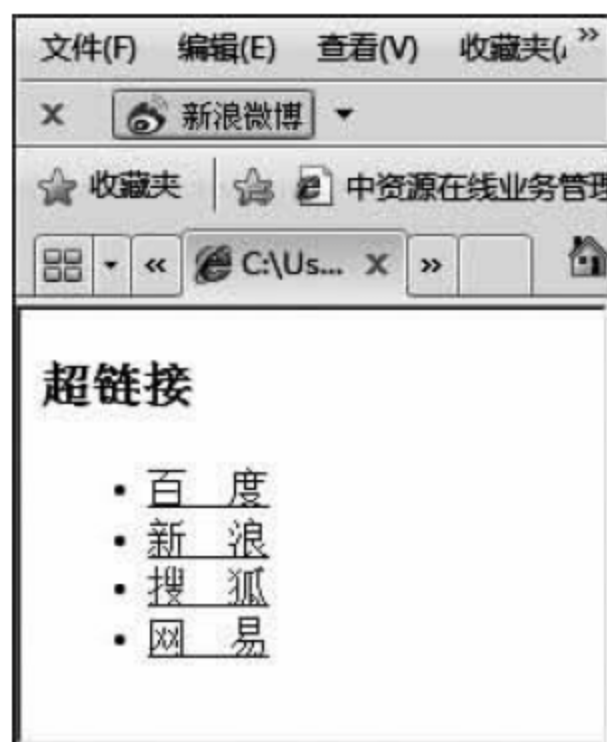 文件(F) 编辑(E) 查看(V) 收藏夹(
x 新浪微博
收藏夹 中资源在线业务管理
« C:\Us... x »
超链接
• 百 度
• 新 浪
• 搜 狐
• 网 易